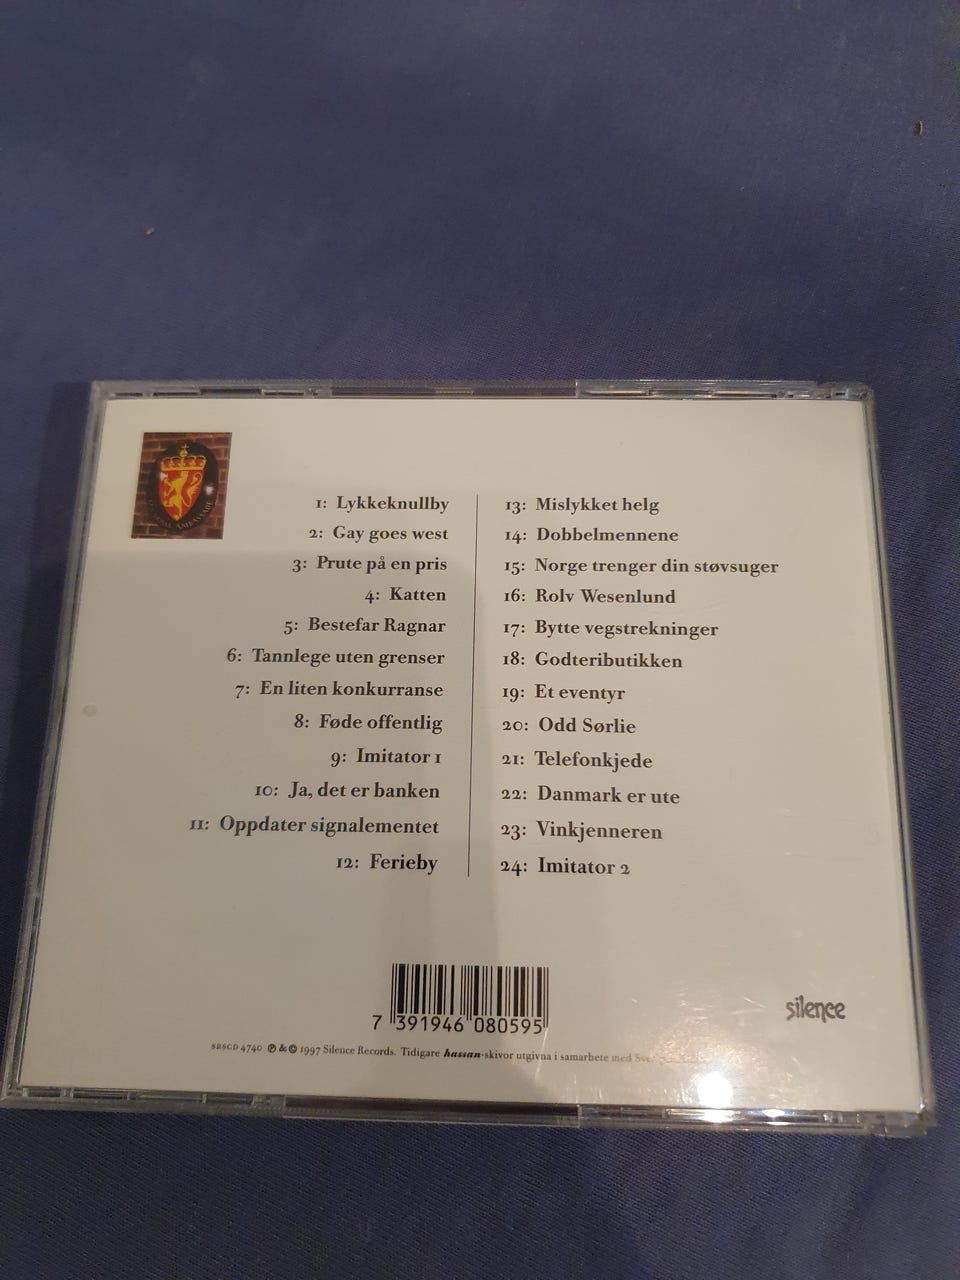 1: Lykkeknullby
2: Gay goes west
3: Prute på en pris
4: Katten
5: Bestefar Ragnar
6: Tannlege uten grenser
7: En liten konkurranse
8: Føde offentlig
9: Imitator 1
10: Ja, det er banken
11: Oppdater signalementet
12: Ferieby
13: Mislykket helg
14: Dobbelmennene
15: Norge trenger din støvsuger
16: Rolv Wesenlund
17: Bytte vegstrekninger
18: Godteributikken
19: Et eventyr
20: Odd Sørlie
21: Telefonkjede
22: Danmark er ute
23: Vinkjenneren
24: Imitator 2
7 391946 080595
silence
SRSCD 4740 ℗ & © 1997 Silence Records. Tidigare hassan-skivor utgivna i samarbete med